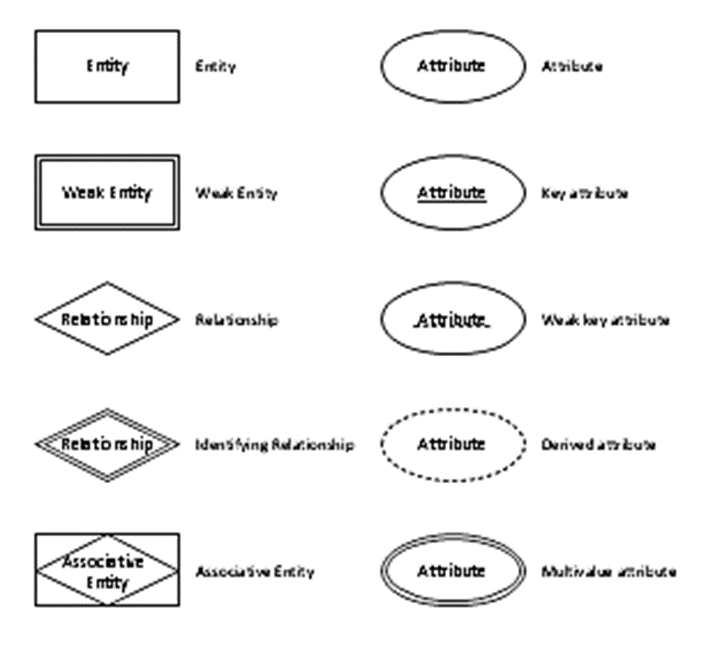 Entity Entity Attribute Attribute
Weak Entity Weak Entity Attribute Key attribute
Relationship Relationship Attribute Weak key attribute
Relationship Identifying Relationship Attribute Derived attribute
Associative
Entity Associative Entity Attribute Multivalue attribute